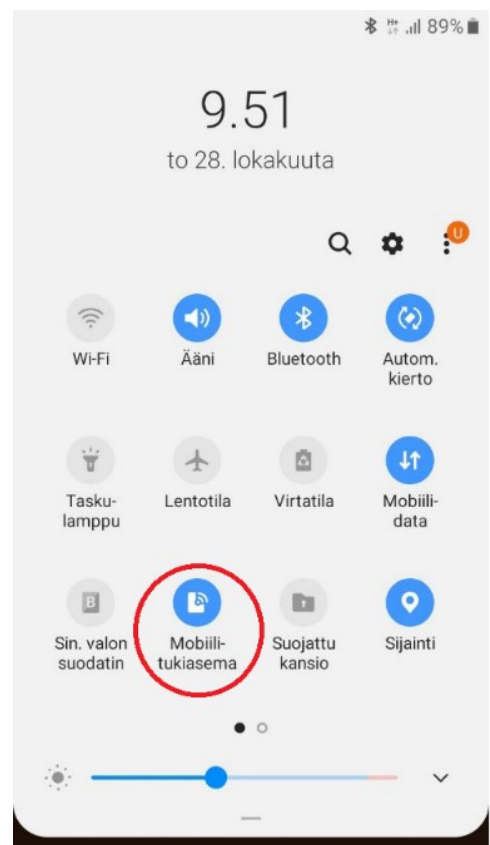 H+ 89%
9.51
to 28. lokakuuta
U
Wi-Fi Ääni Bluetooth Autom.
kierto
Tasku-
lamppu Lentotila Virtatila Mobiili-
data
B
Sin. valon
suodatin Mobiili-
tukiasema Suojattu
kansio Sijainti